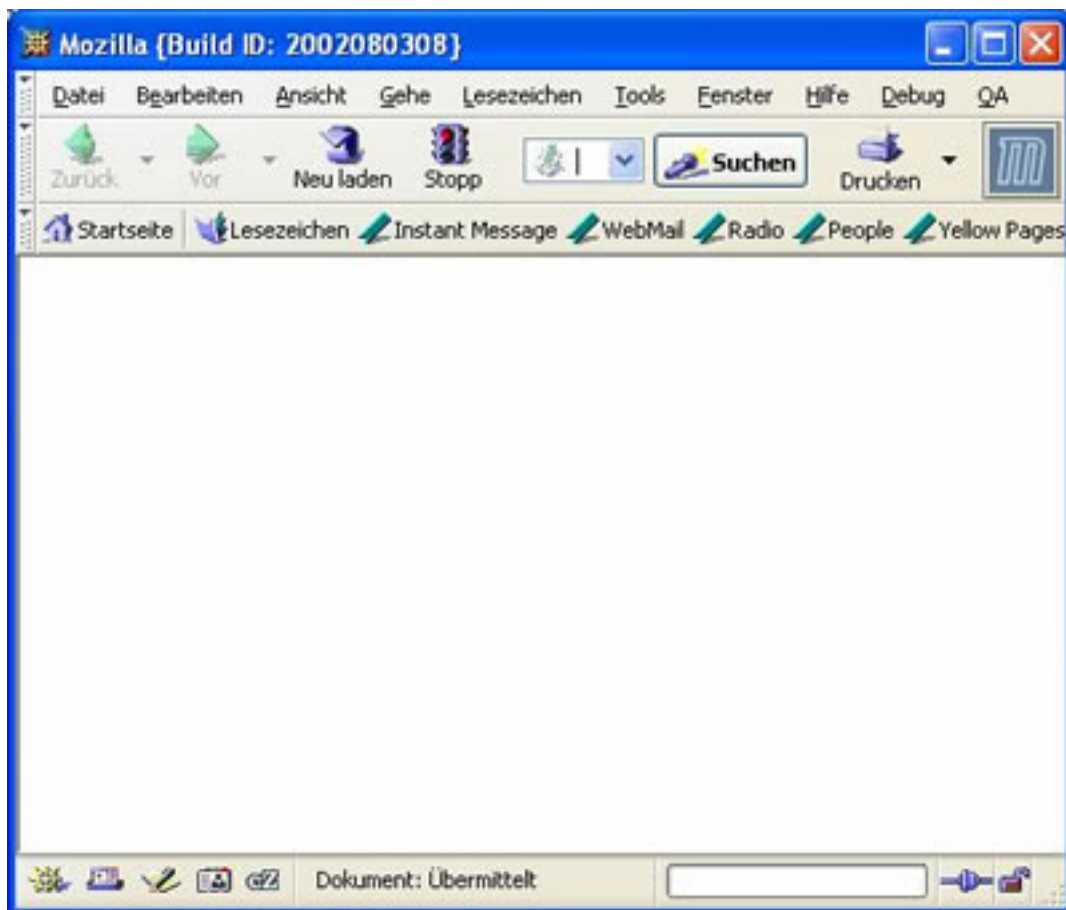 Mozilla {Build ID: 2002080308}
Datei Bearbeiten Ansicht Gehe Lesezeichen Tools Fenster Hilfe Debug QA
Zurück Vor Neu laden Stopp Suchen Drucken
Startseite Lesezeichen Instant Message WebMail Radio People Yellow Pages
Dokument: Übermittelt